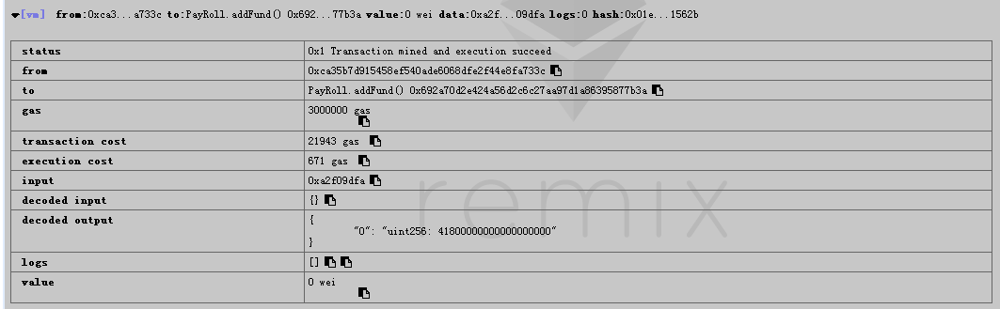 [vm] from:0xca3...a733c to:PayRoll.addFund() 0x692...77b3a value:0 wei data:0xa2f...09dfa logs:0 hash:0x01e...1562b
status 0x1 Transaction mined and execution succeed
from 0xca35b7d915458ef540ade6068dfe2f44e8fa733c
to PayRoll.addFund() 0x692a70d2e424a56d2c6c27aa97d1a86395877b3a
gas 3000000 gas
transaction cost 21943 gas
execution cost 671 gas
input 0xa2f09dfa
decoded input {}
decoded output {
"0": "uint256: 41800000000000000000"
}
logs []
value 0 wei
remix